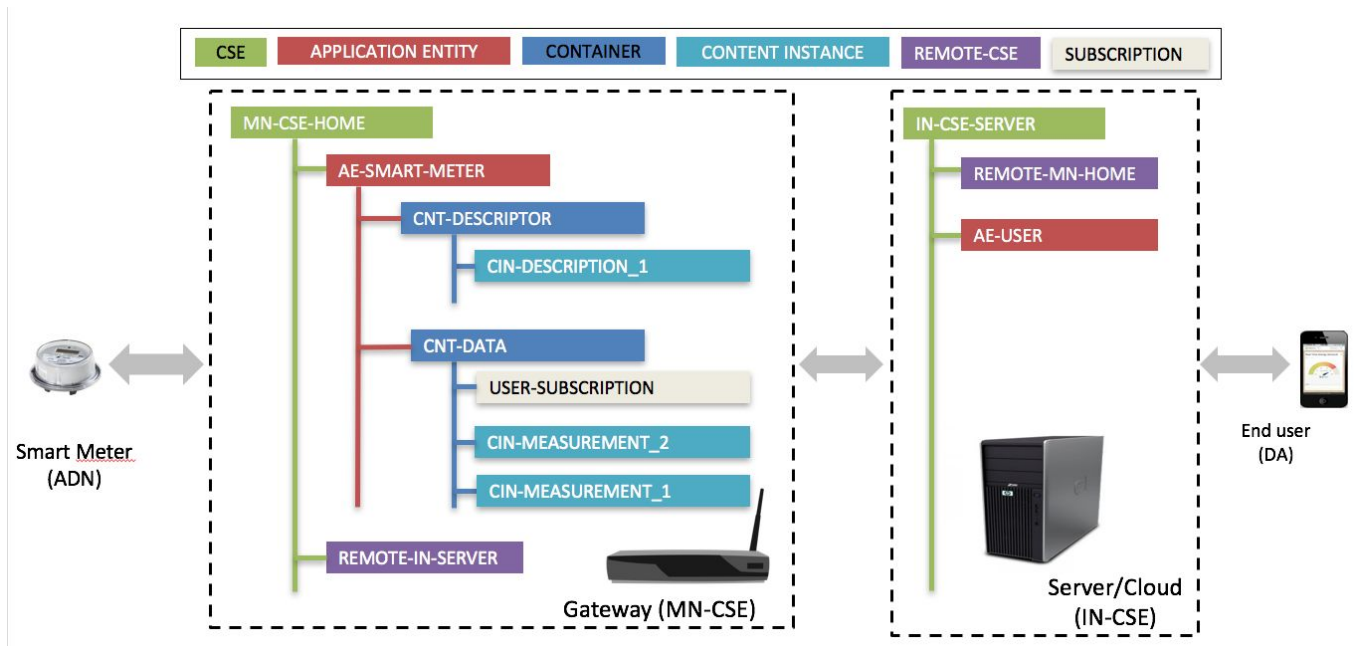 CSE
APPLICATION ENTITY
CONTAINER
CONTENT INSTANCE
REMOTE-CSE
SUBSCRIPTION
MN-CSE-HOME
AE-SMART-METER
CNT-DESCRIPTOR
CIN-DESCRIPTION_1
CNT-DATA
USER-SUBSCRIPTION
CIN-MEASUREMENT_2
CIN-MEASUREMENT_1
REMOTE-IN-SERVER
Gateway (MN-CSE)
IN-CSE-SERVER
REMOTE-MN-HOME
AE-USER
Server/Cloud
(IN-CSE)
Smart Meter
(ADN)
End user
(DA)